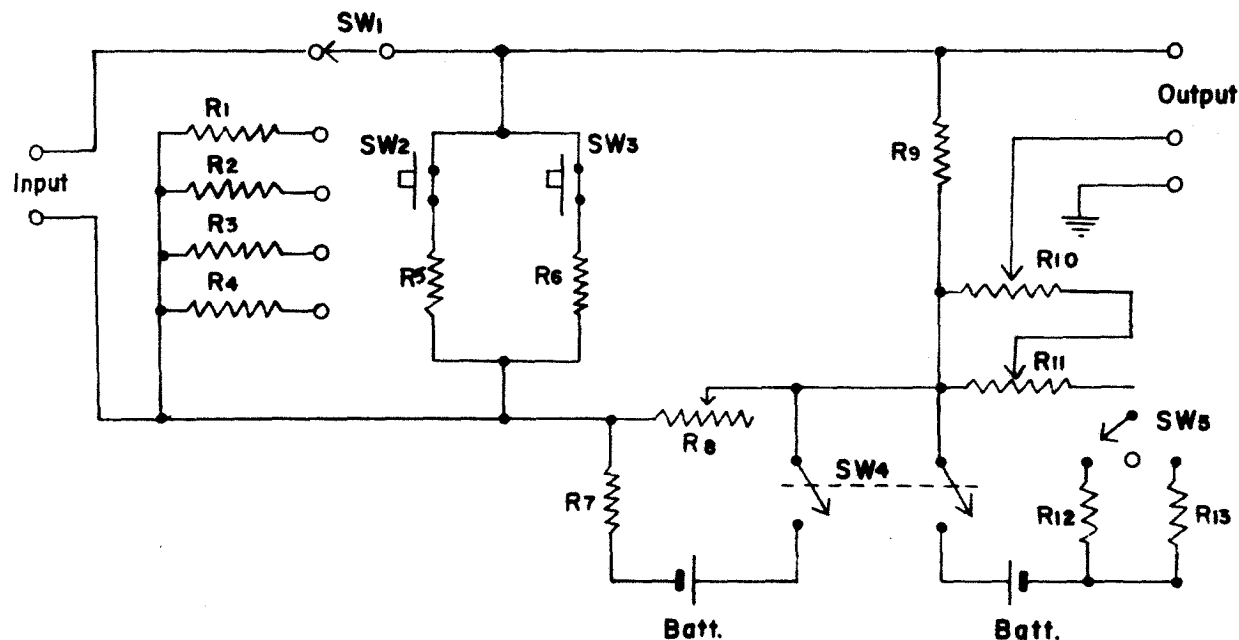 SW1
R1
R2
R3
R4
Input
SW2
SW3
R5
R6
R9
Output
R10
R11
R8
SW4
SW5
R7
R12
R13
Batt.
Batt.